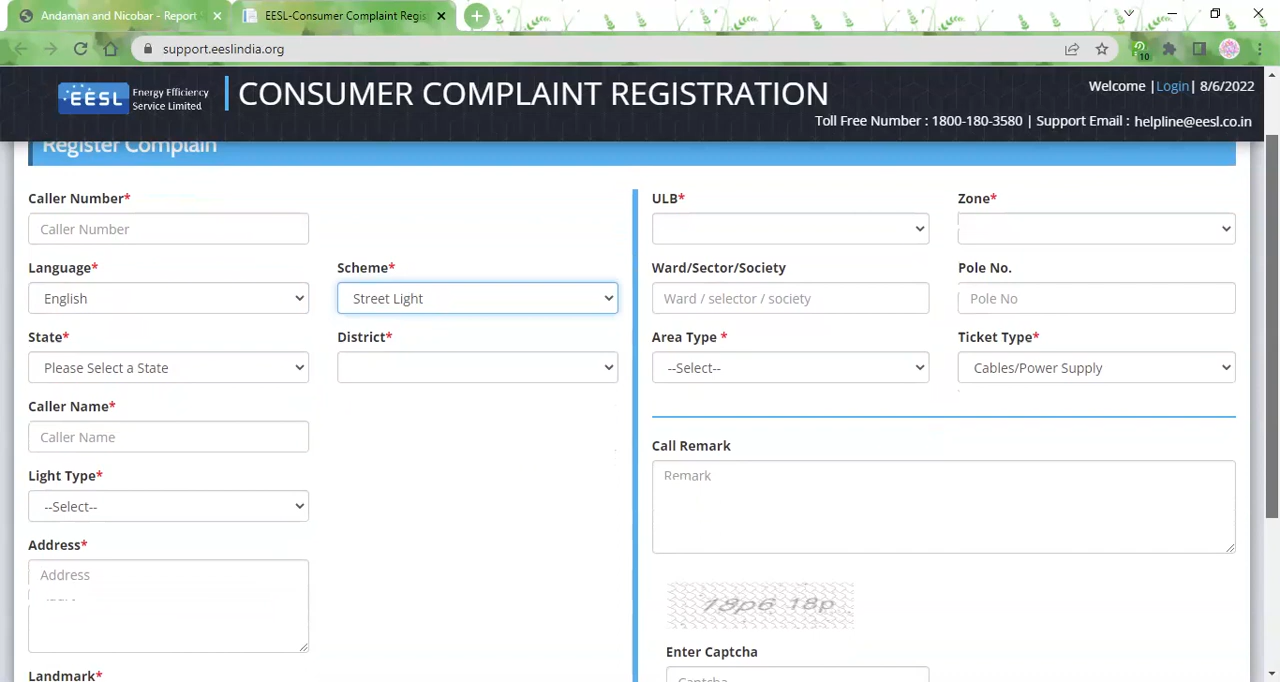 Andaman and Nicobar - Report
EESL-Consumer Complaint Regis
support.eeslindia.org
10
EESL Energy Efficiency Service Limited
CONSUMER COMPLAINT REGISTRATION
Welcome |Login| 8/6/2022
Toll Free Number : 1800-180-3580 | Support Email : helpline@eesl.co.in
Register Complain
Caller Number*
Caller Number
Language*
English
Scheme*
Street Light
State*
Please Select a State
District*
Caller Name*
Caller Name
Light Type*
--Select--
Address*
Address
Landmark*
ULB*
Zone*
Ward/Sector/Society
Ward / selector / society
Pole No.
Pole No
Area Type *
--Select--
Ticket Type*
Cables/Power Supply
Call Remark
Remark
18p6 18p
Enter Captcha
Captcha